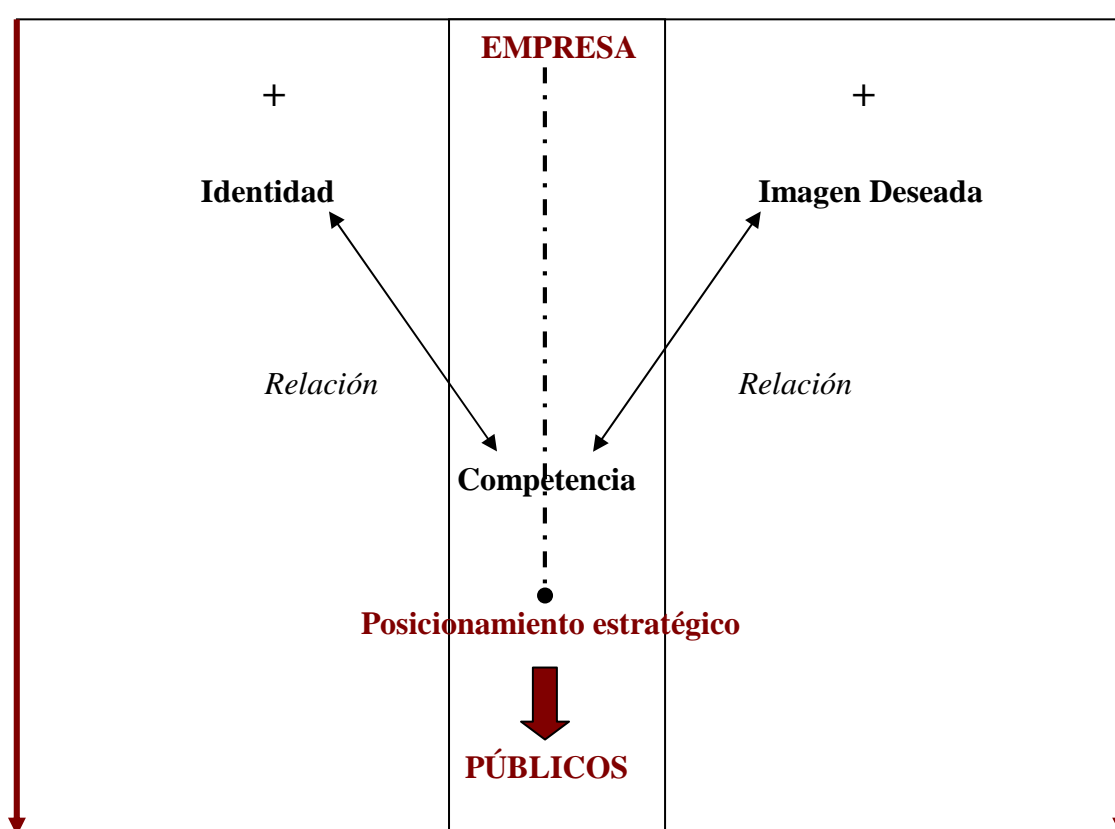 EMPRESA
+ +
Identidad Imagen Deseada
Relación Relación
Competencia
Posicionamiento estratégico
PÚBLICOS